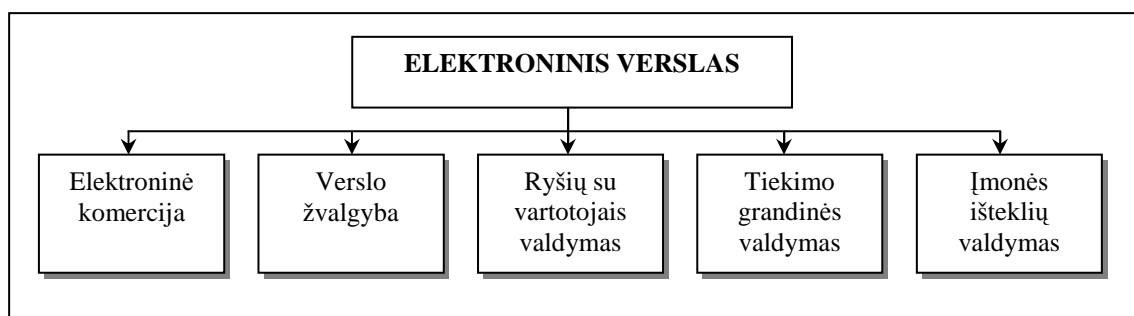 ELEKTRONINIS VERSLAS
Elektroninė
komercija
Verslo
žvalgyba
Ryšių su
vartotojais
valdymas
Tiekimo
grandinės
valdymas
Įmonės
išteklių
valdymas